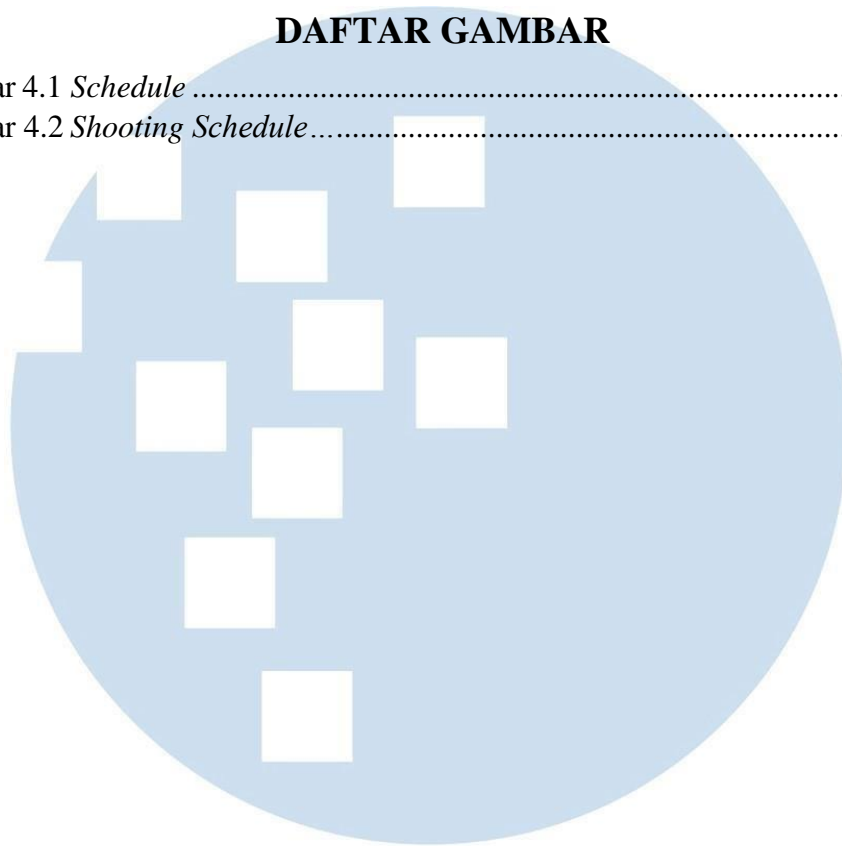 DAFTAR GAMBAR
ar 4.1 Schedule ....................................................................................
ar 4.2 Shooting Schedule….....................................................................